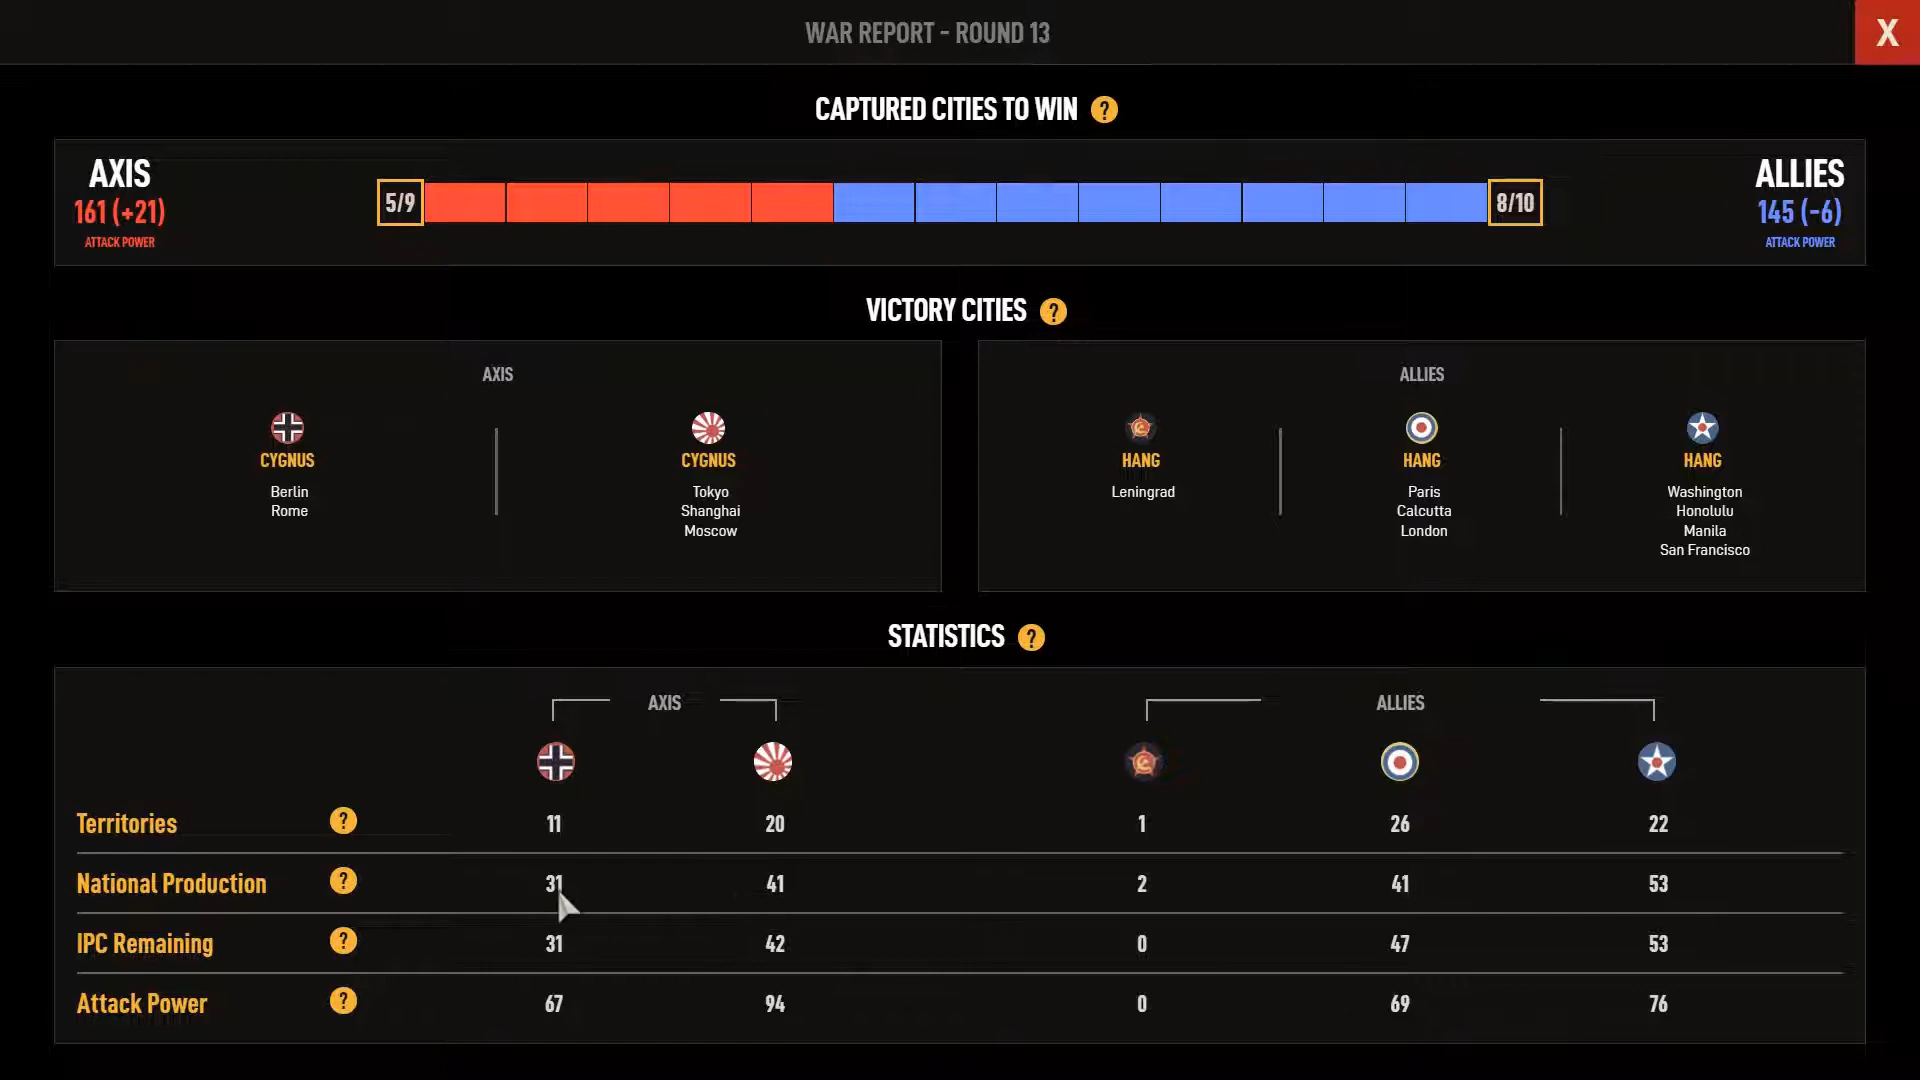 WAR REPORT - ROUND 13
X
CAPTURED CITIES TO WIN ?
AXIS
161 (+21)
ATTACK POWER
5/9
8/10
ALLIES
145 (-6)
ATTACK POWER
VICTORY CITIES ?
AXIS
CYGNUS
Berlin
Rome
CYGNUS
Tokyo
Shanghai
Moscow
ALLIES
HANG
Leningrad
HANG
Paris
Calcutta
London
HANG
Washington
Honolulu
Manila
San Francisco
STATISTICS ?
AXIS ALLIES
Territories ? 11 20 1 26 22
National Production ? 31 41 2 41 53
IPC Remaining ? 31 42 0 47 53
Attack Power ? 67 94 0 69 76